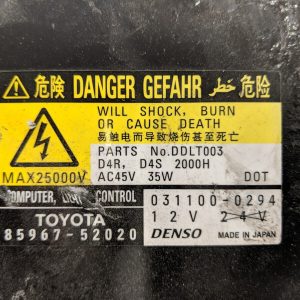 危険 DANGER GEFAHR خطر 危险
WILL SHOCK, BURN
OR CAUSE DEATH
易触电而导致烧伤甚至死亡
PARTS No.DDLT003
D4R, D4S 2000H
MAX25000V
AC45V 35W DOT
COMPUTER, LIGHT CONTROL
031100-0294
TOYOTA
12V 24V
85967-52020
DENSO MADE IN JAPAN